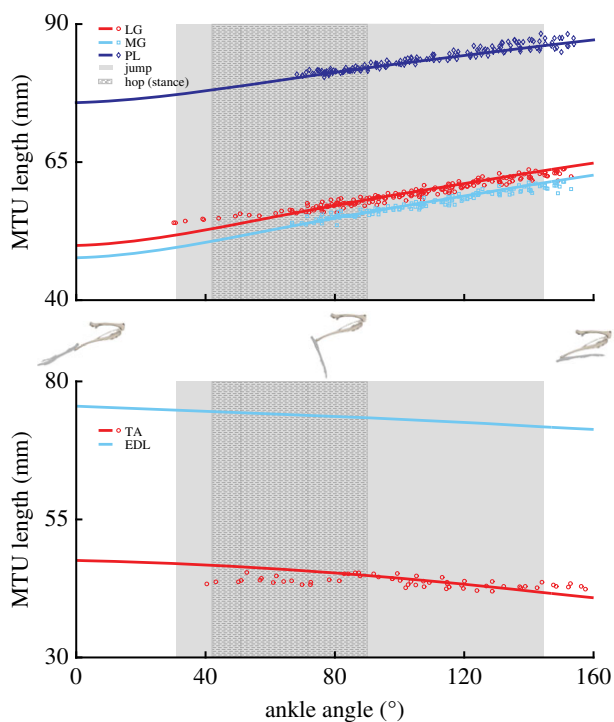 90
LG
MG
PL
jump
hop (stance)
65
40
MTU length (mm)
80
TA
EDL
55
30
MTU length (mm)
0 40 80 120 160
ankle angle (°)